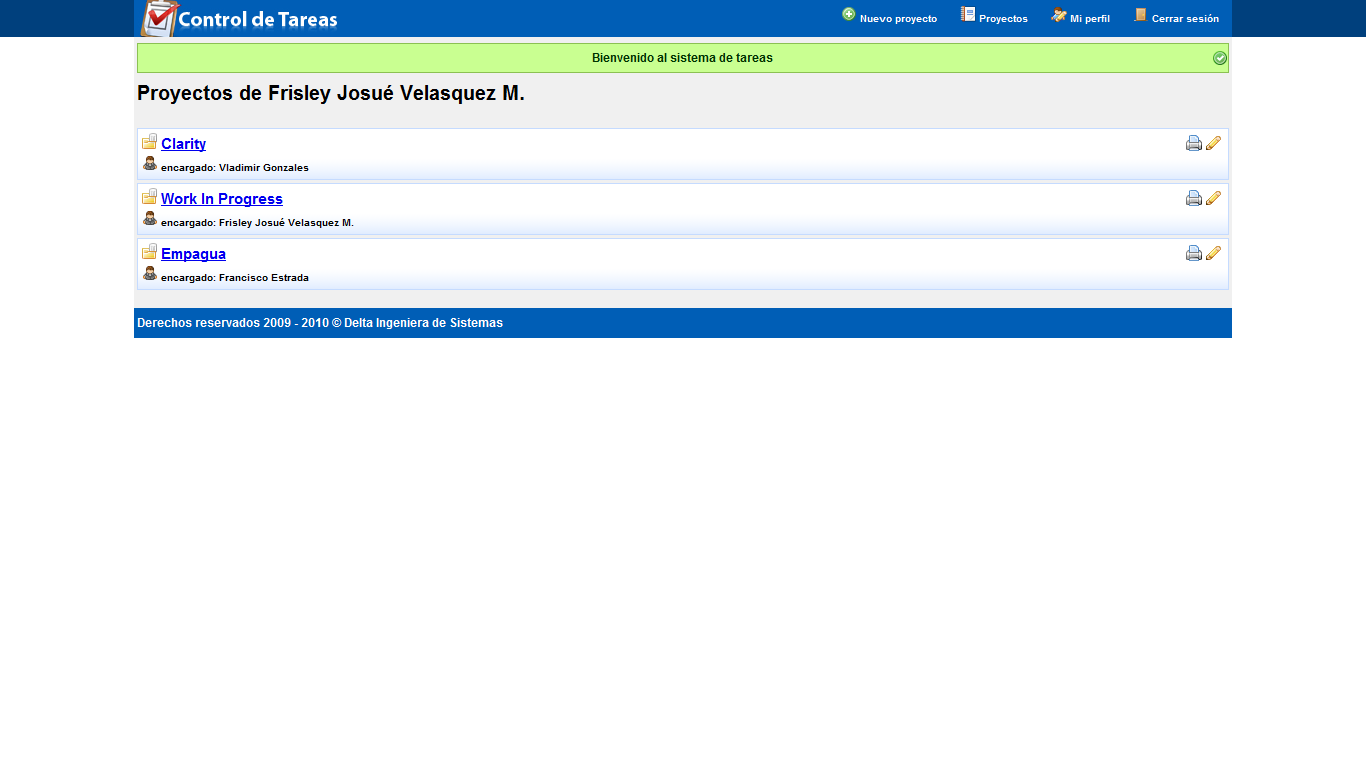 Control de Tareas
Nuevo proyecto
Proyectos
Mi perfil
Cerrar sesión
Bienvenido al sistema de tareas
Proyectos de Frisley Josué Velasquez M.
Clarity
encargado: Vladimir Gonzales
Work In Progress
encargado: Frisley Josué Velasquez M.
Empagua
encargado: Francisco Estrada
Derechos reservados 2009 - 2010 © Delta Ingeniera de Sistemas